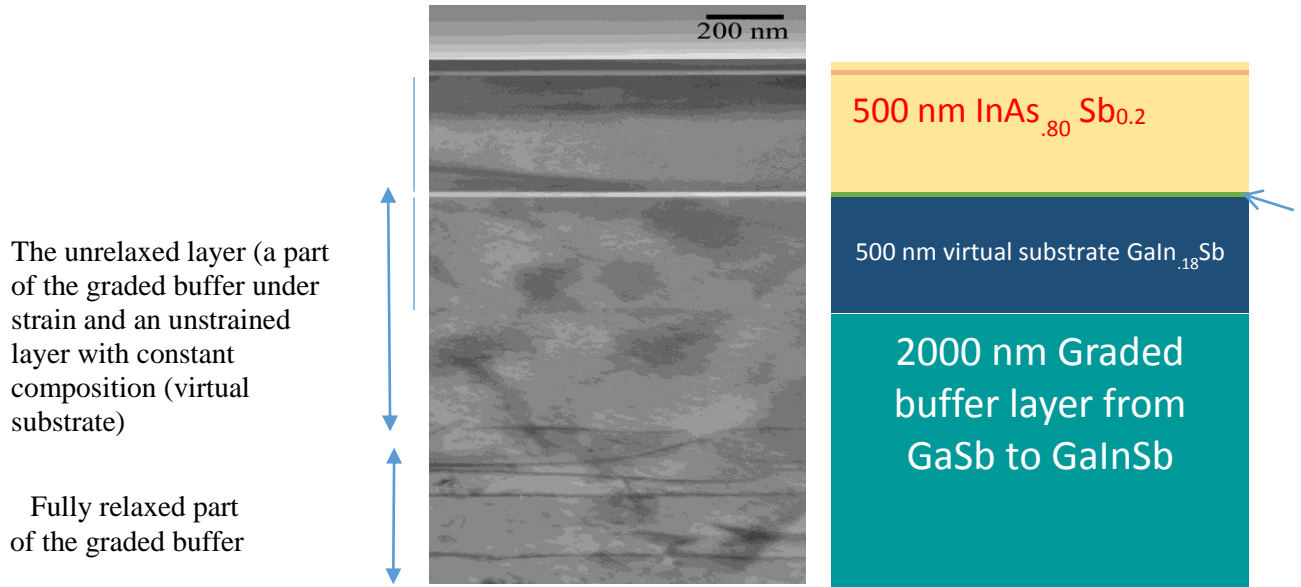 200 nm
500 nm InAs.80 Sb0.2
The unrelaxed layer (a part
of the graded buffer under
strain and an unstrained
layer with constant
composition (virtual
substrate)
500 nm virtual substrate GaIn.18Sb
2000 nm Graded
buffer layer from
GaSb to GaInSb
Fully relaxed part
of the graded buffer